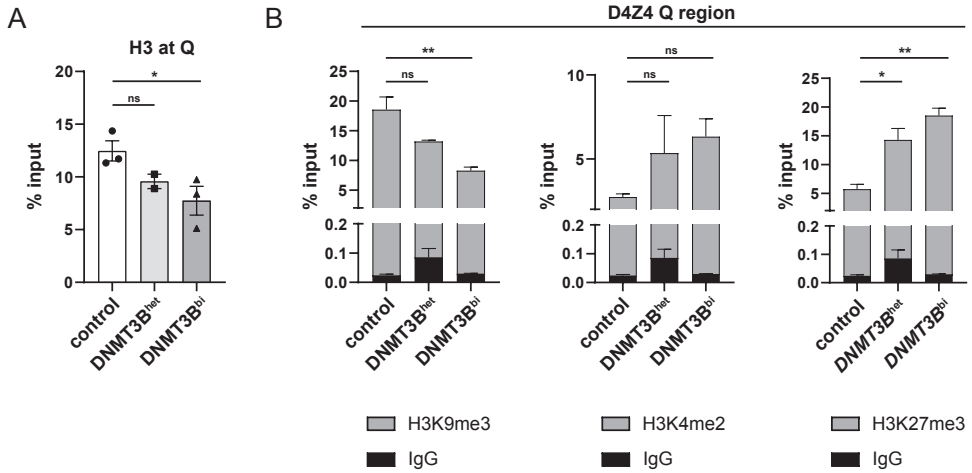 A
H3 at Q
% input
20
15
10
5
0
ns
*
control
DNMT3Bhet
DNMT3Bbi
B
D4Z4 Q region
% input
25
20
15
10
5
0.2
0.1
0.0
ns
**
control
DNMT3Bhet
DNMT3Bbi
H3K9me3
IgG
% input
10
5
0.2
0.1
0.0
ns
ns
control
DNMT3Bhet
DNMT3Bbi
H3K4me2
IgG
% input
25
20
15
10
5
0.2
0.1
0.0
*
**
control
DNMT3Bhet
DNMT3Bbi
H3K27me3
IgG